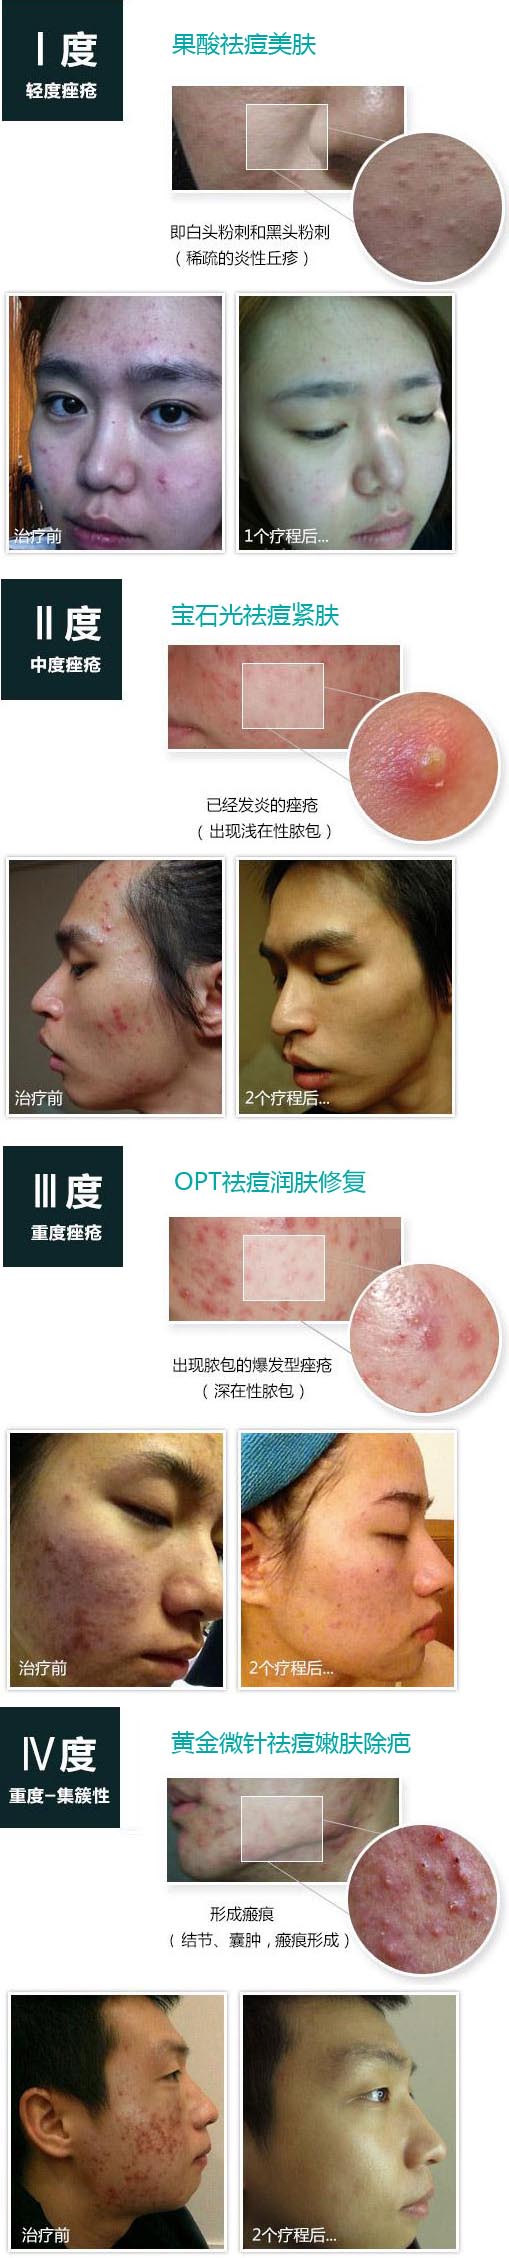 Ⅰ度
轻度痤疮
果酸祛痘美肤
即白头粉刺和黑头粉刺
（稀疏的炎性丘疹）
治疗前
1个疗程后...
Ⅱ度
中度痤疮
宝石光祛痘紧肤
已经发炎的痤疮
（出现浅在性脓包）
治疗前
2个疗程后...
Ⅲ度
重度痤疮
OPT祛痘润肤修复
出现脓包的爆发型痤疮
（深在性脓包）
治疗前
2个疗程后...
Ⅳ度
重度-集簇性
黄金微针祛痘嫩肤除疤
形成瘢痕
（结节、囊肿,瘢痕形成）
治疗前
2个疗程后...